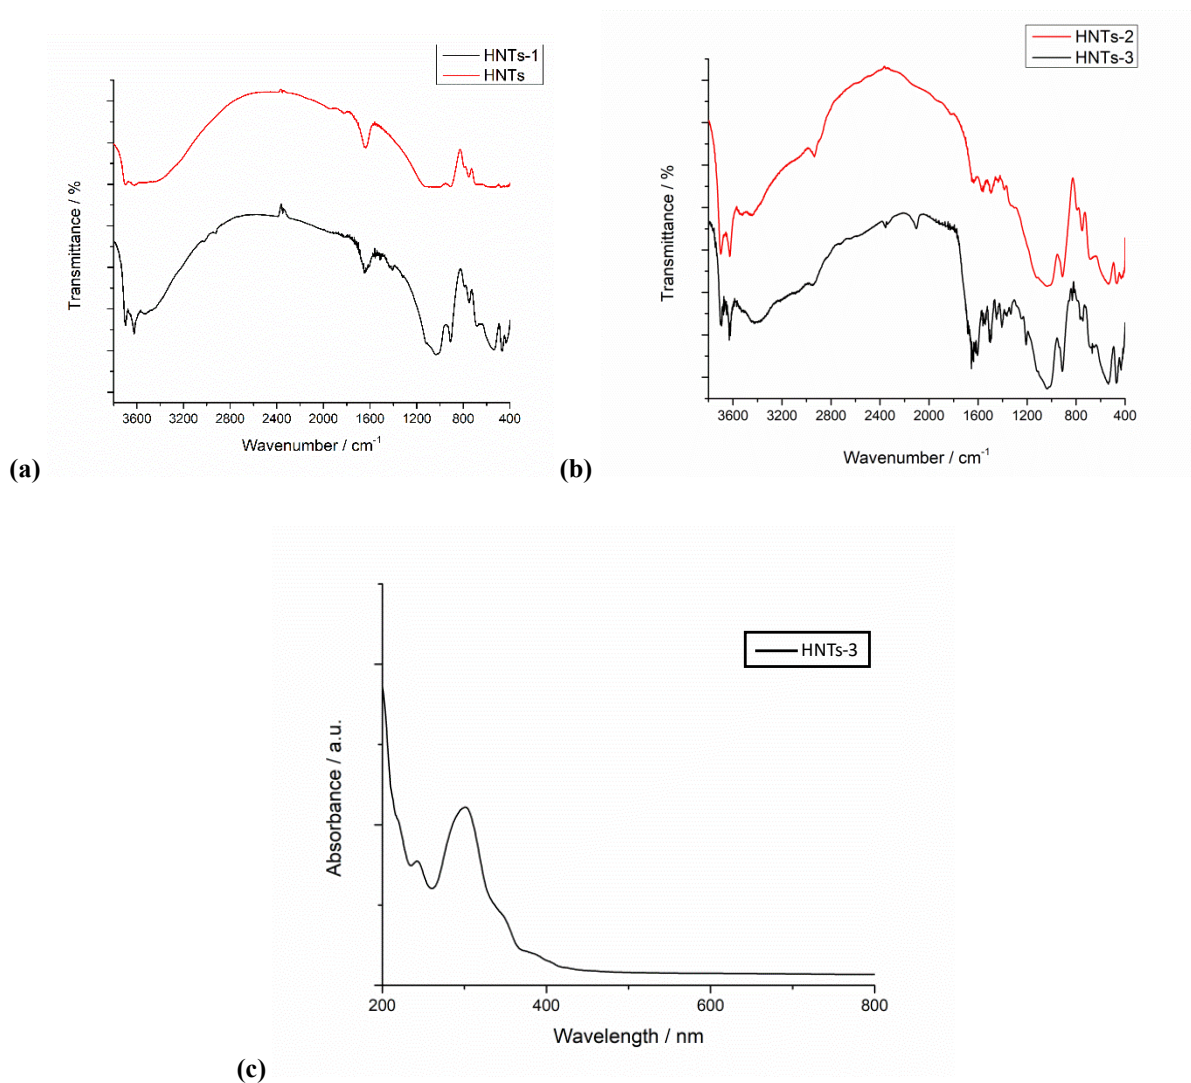 HNTs-1
HNTs
Transmittance / %
3600 3200 2800 2400 2000 1600 1200 800 400
Wavenumber / cm-1
(a)
HNTs-2
HNTs-3
Transmittance / %
3600 3200 2800 2400 2000 1600 1200 800 400
Wavenumber / cm-1
(b)
HNTs-3
Absorbance / a.u.
200 400 600 800
Wavelength / nm
(c)